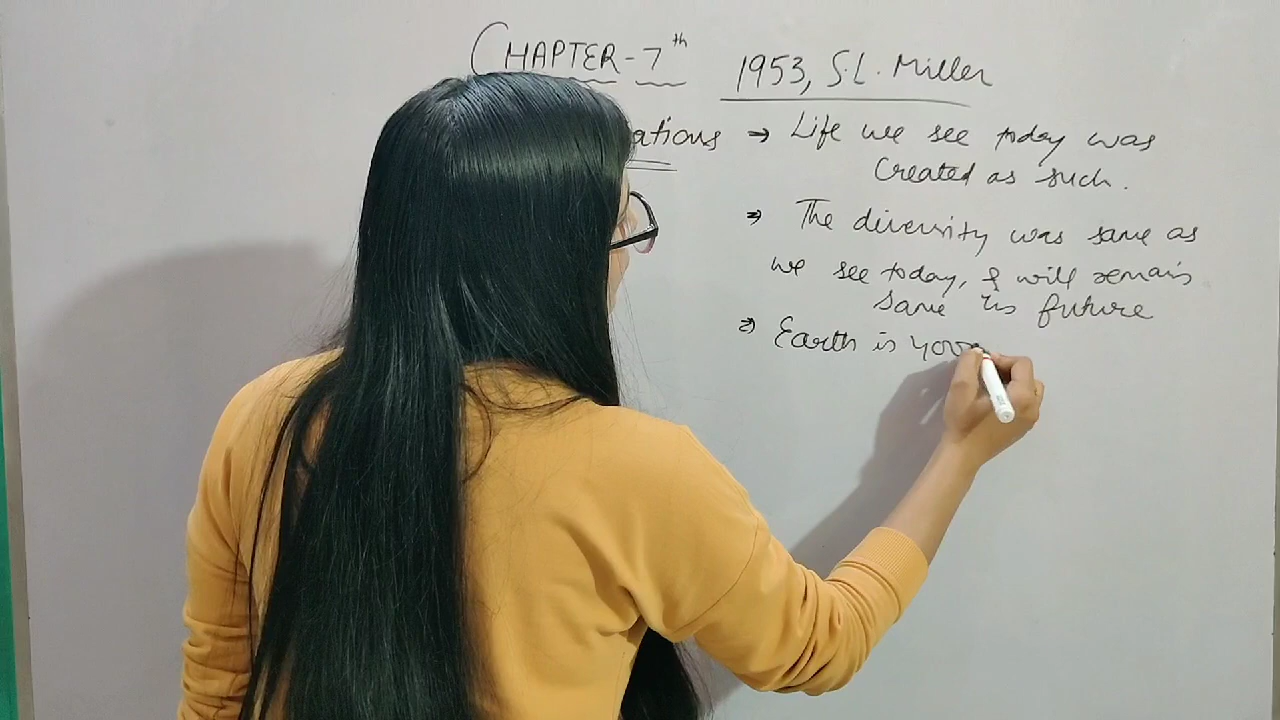 CHAPTER-7th
1953, S.L. Miller
ations → Life we see today was
Created as such.
→ The diversity was same as
we see today, & will remain
same in future
→ Earth is 400